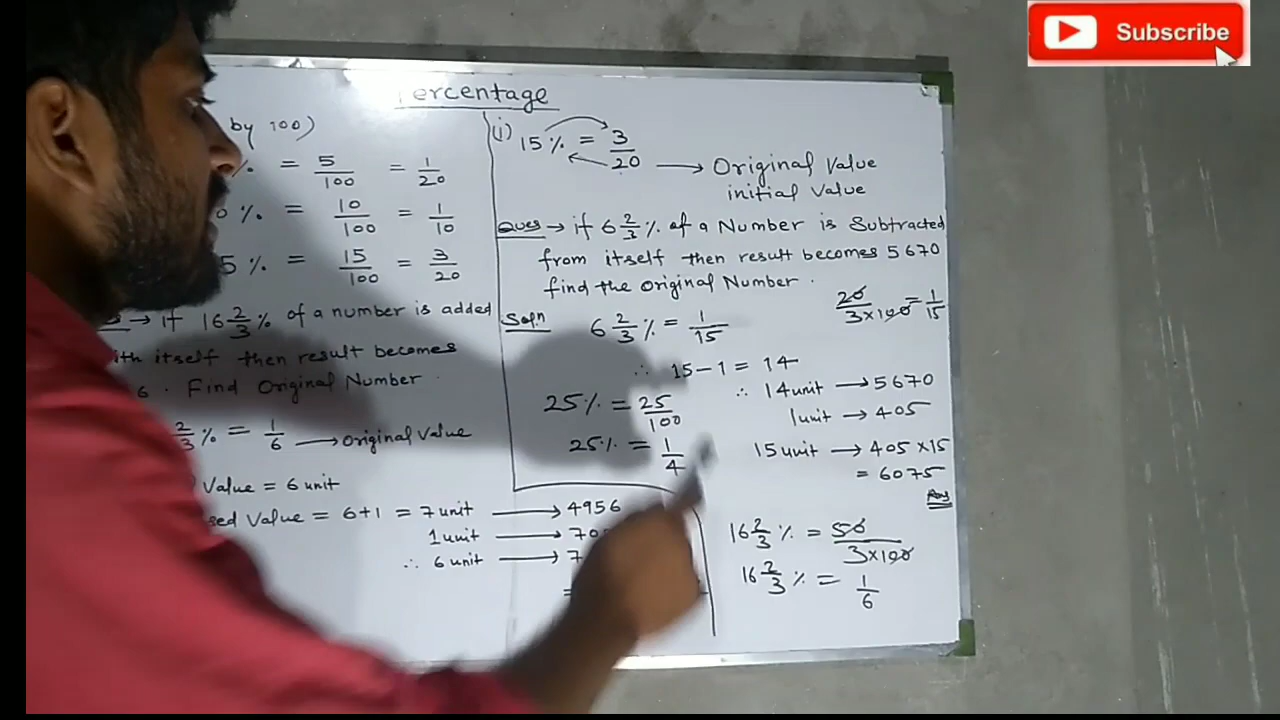 Subscribe
ercentage
by 100)
% = 5/100 = 1/20
0% = 10/100 = 1/10
5% = 15/100 = 3/20
→ if 16 2/3 % of a number is added
ith itself then result becomes
6. Find Original Number
2/3 % = 1/6 → Original Value
Value = 6 unit
sed Value = 6+1 = 7 unit → 4956
1 unit → 70
∴ 6 unit → 7
=
(i) 15% = 3/20 → Original Value
initial Value
Ques → if 6 2/3 % of a Number is Subtracted
from itself then result becomes 5670
find the Original Number.
20/3×100 = 1/15
Soln 6 2/3 % = 1/15
∴ 15-1 = 14
∴ 14 unit → 5670
1 unit → 405
15 unit → 405×15
= 6075
Ans
25% = 25/100
25% = 1/4
16 2/3 % = 50/3×100
16 2/3 % = 1/6